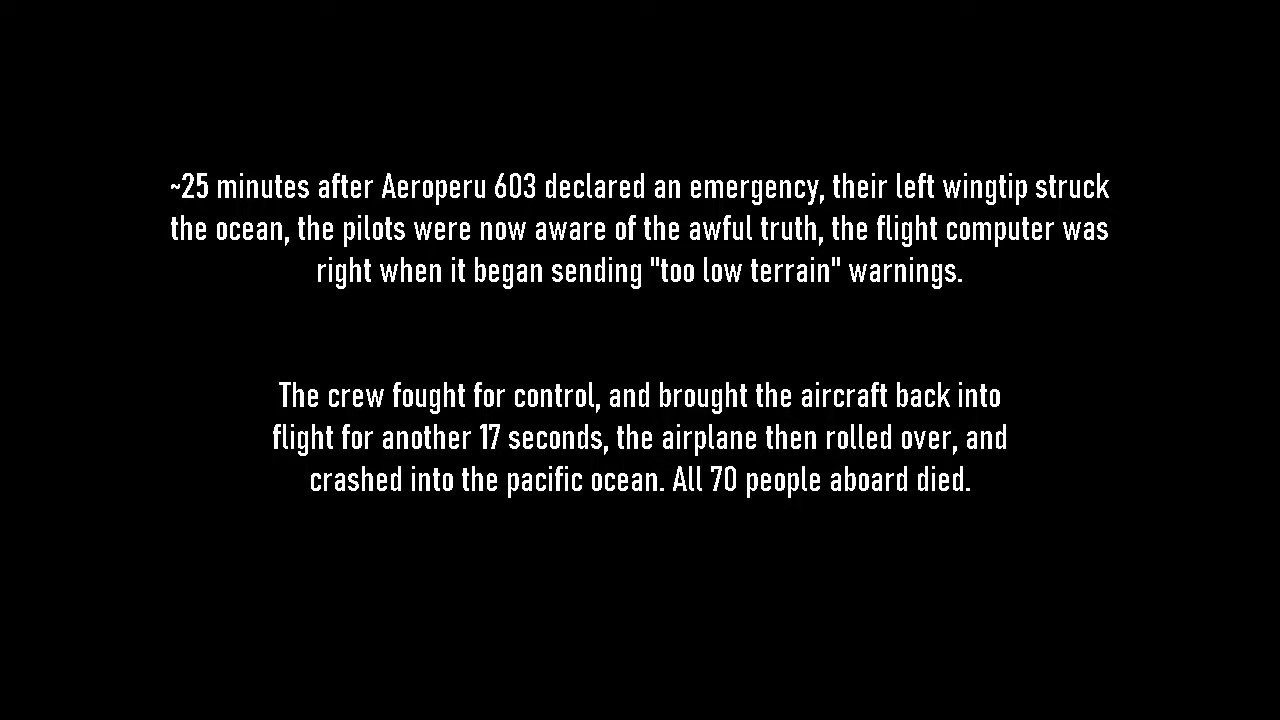 ~25 minutes after Aeroperu 603 declared an emergency, their left wingtip struck
the ocean, the pilots were now aware of the awful truth, the flight computer was
right when it began sending "too low terrain" warnings.
The crew fought for control, and brought the aircraft back into
flight for another 17 seconds, the airplane then rolled over, and
crashed into the pacific ocean. All 70 people aboard died.